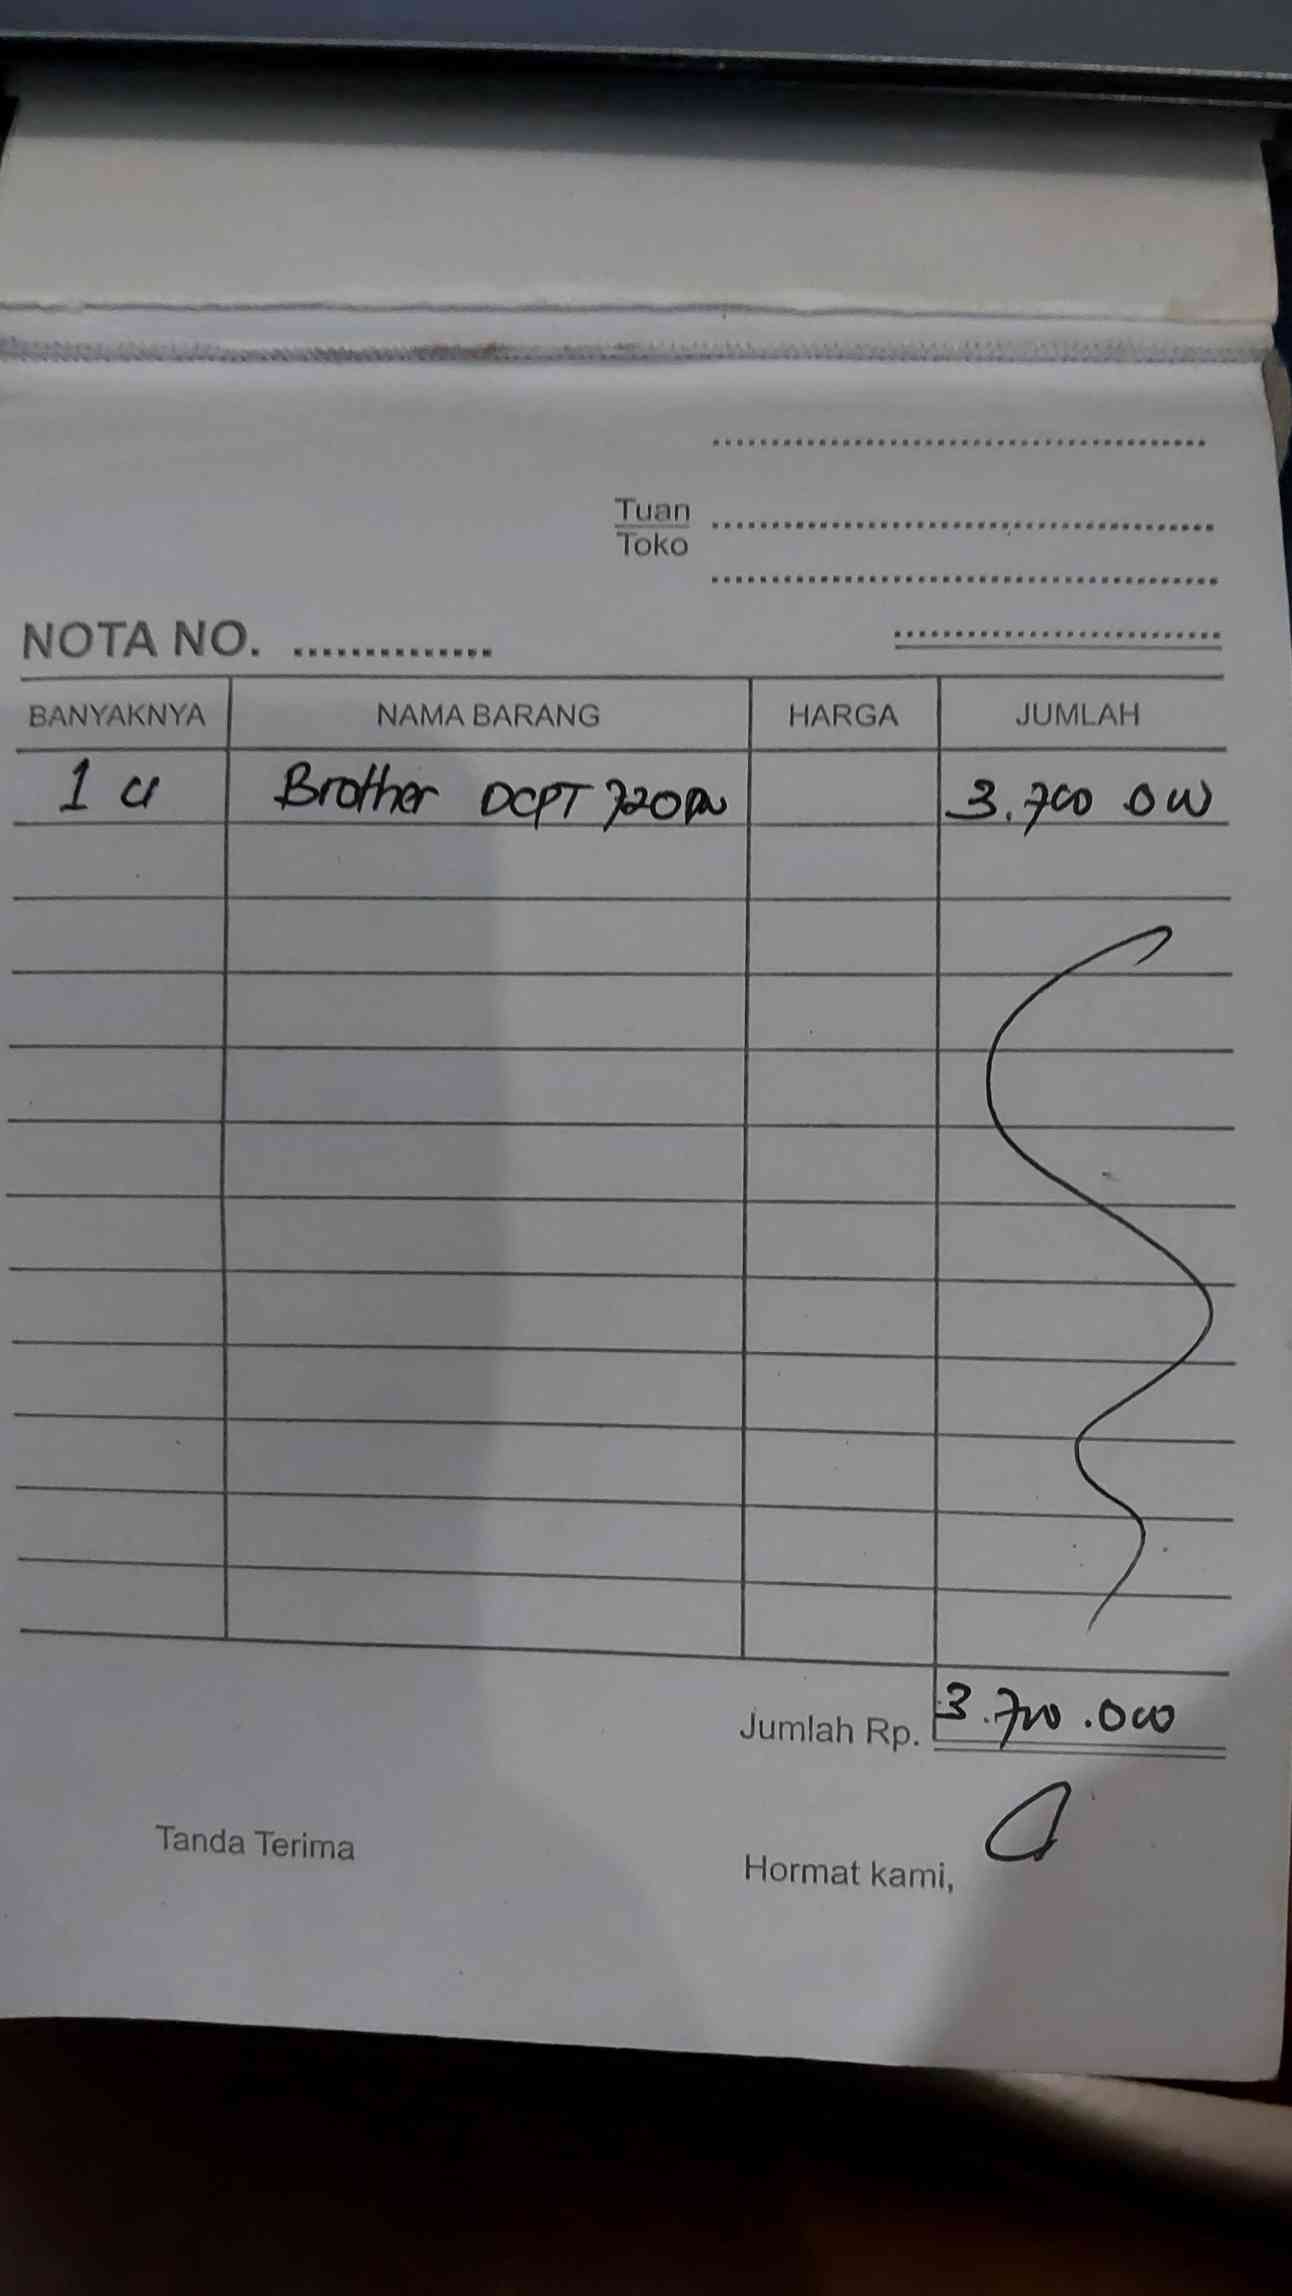 Tuan
Toko
NOTA NO. ..............
BANYAKNYA NAMA BARANG HARGA JUMLAH
1 u Brother DCPT 720DW 3.700 000
Jumlah Rp. 3.700.000
Tanda Terima
Hormat kami,